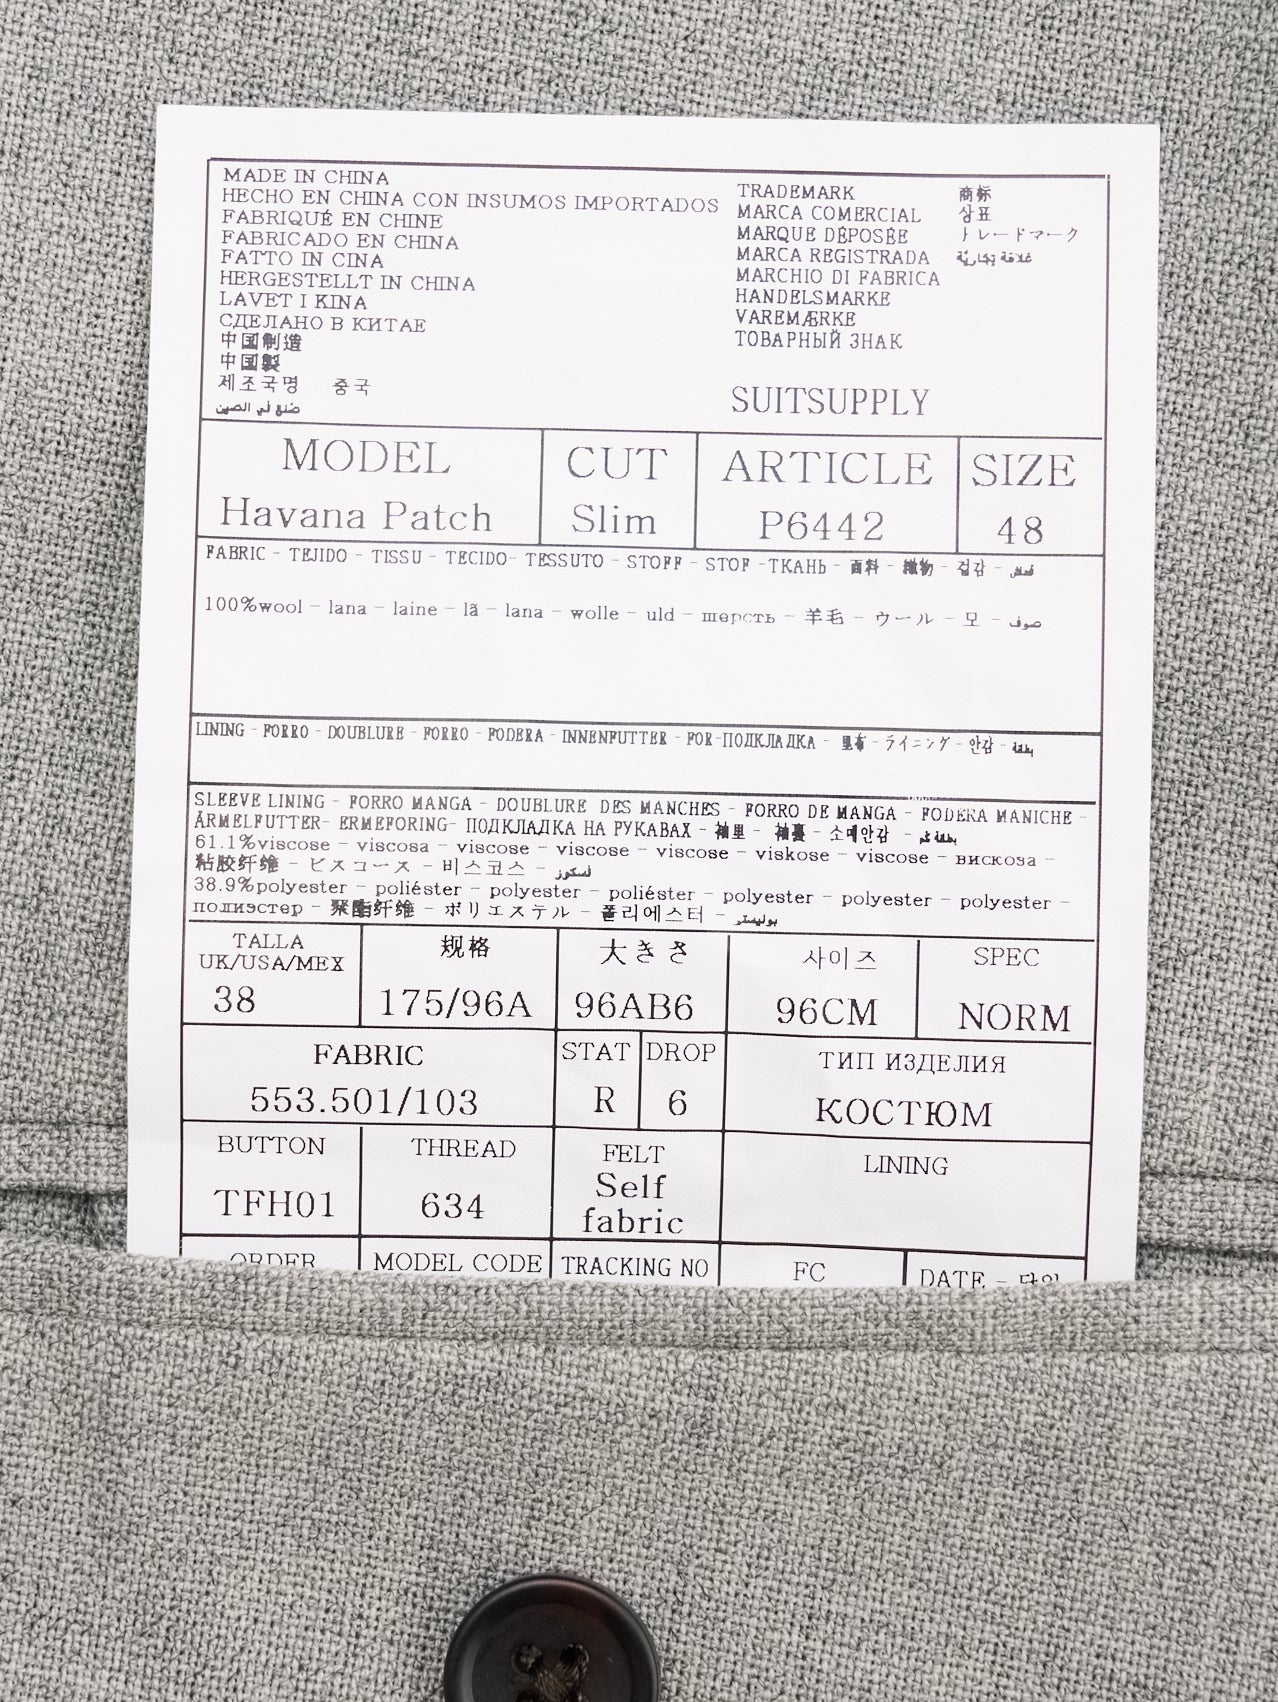 MADE IN CHINA
HECHO EN CHINA CON INSUMOS IMPORTADOS
FABRIQUÉ EN CHINE
FABRICADO EN CHINA
FATTO IN CINA
HERGESTELLT IN CHINA
LAVET I KINA
СДЕЛАНО В КИТАЕ
中国制造
中国製
제조국명 중국
صنع في الصين
TRADEMARK 商标
MARCA COMERCIAL 상표
MARQUE DÉPOSÉE トレードマーク
MARCA REGISTRADA علامة تجارية
MARCHIO DI FABRICA
HANDELSMARKE
VAREMÆRKE
ТОВАРНЫЙ ЗНАК
SUITSUPPLY
MODEL CUT ARTICLE SIZE
Havana Patch Slim P6442 48
FABRIC - TEJIDO - TISSU - TECIDO- TESSUTO - STOFF - STOF -ТКАНЬ - 面料 - 織物 - 겉감 - قماش
100%wool - lana - laine - lã - lana - wolle - uld - шерсть - 羊毛 - ウール - 모 - صوف
LINING - FORRO - DOUBLURE - FORRO - FODERA - INNENFUTTER - FOR-ПОДКЛАДКА - 里布 - ライニング - 안감 - بطانة
SLEEVE LINING - FORRO MANGA - DOUBLURE DES MANCHES - FORRO DE MANGA - FODERA MANICHE -
ÄRMELFUTTER- ERMEFORING- ПОДКЛАДКА НА РУКАВАХ - 袖里 - 袖裏 - 소매안감 - بطانة كم
61.1%viscose - viscosa - viscose - viscose - viscose - viskose - viscose - вискоза -
粘胶纤维 - ビスコース - 비스코스 -
38.9%polyester - poliéster - polyester - poliéster - polyester - polyester - polyester -
полиэстер - 聚酯纤维 - ポリエステル - 폴리에스터 - بوليستر
TALLA 规格 大きさ 사이즈 SPEC
UK/USA/MEX
38 175/96A 96AB6 96CM NORM
FABRIC STAT DROP ТИП ИЗДЕЛИЯ
553.501/103 R 6 КОСТЮМ
BUTTON THREAD FELT LINING
TFH01 634 Self
fabric
ORDER MODEL CODE TRACKING NO FC DATE -